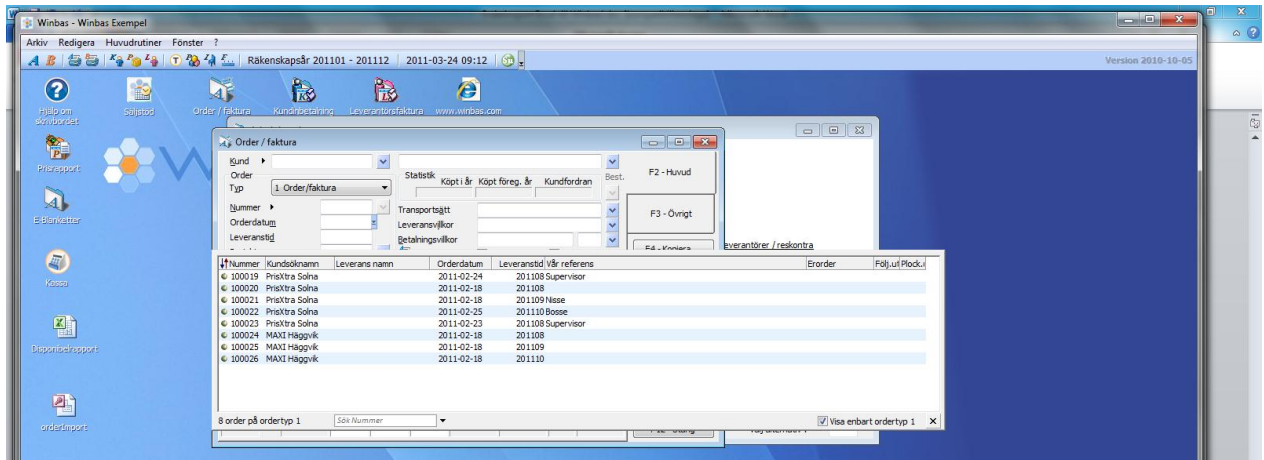 Winbas - Winbas Exempel
Arkiv Redigera Huvudrutiner Fönster ?
Räkenskapsår 201101 - 201112 2011-03-24 09:12
Version 2010-10-05
Hjälp om skrivbordet
Säljstöd
Order / faktura
Kundinbetalning
Leverantörsfaktura
www.winbas.com
Prisrapport
E-Blanketter
Kassa
Disponibelrapport
orderImport
Order / faktura
Kund
Order
Statistik Köpt i år Köpt föreg. år Kundfordran Best.
Typ 1 Order/faktura
Nummer Transportsätt
Orderdatum Leveransvillkor
Leveranstid Betalningsvillkor
F2 - Huvud
F3 - Övrigt
F4 - Kopiera
everantörer / reskontra
Nummer Kundsöknamn Leverans namn Orderdatum Leveranstid Vår referens Erorder Följ.ut Plock.
100019 PrisXtra Solna 2011-02-24 201108 Supervisor
100020 PrisXtra Solna 2011-02-18 201108
100021 PrisXtra Solna 2011-02-18 201109 Nisse
100022 PrisXtra Solna 2011-02-25 201110 Bosse
100023 PrisXtra Solna 2011-02-23 201108 Supervisor
100024 MAXI Häggvik 2011-02-18 201108
100025 MAXI Häggvik 2011-02-18 201109
100026 MAXI Häggvik 2011-02-18 201110
8 order på ordertyp 1 Sök Nummer Visa enbart ordertyp 1